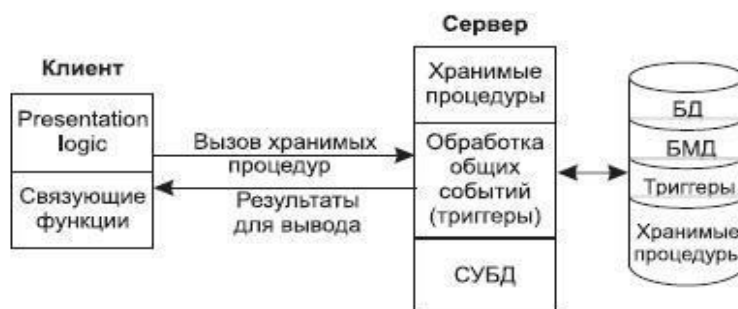 Клиент
Presentation
logic
Связующие
функции
Вызов хранимых
процедур
Результаты
для вывода
Сервер
Хранимые
процедуры
Обработка
общих
событий
(триггеры)
СУБД
БД
БМД
Триггеры
Хранимые
процедуры